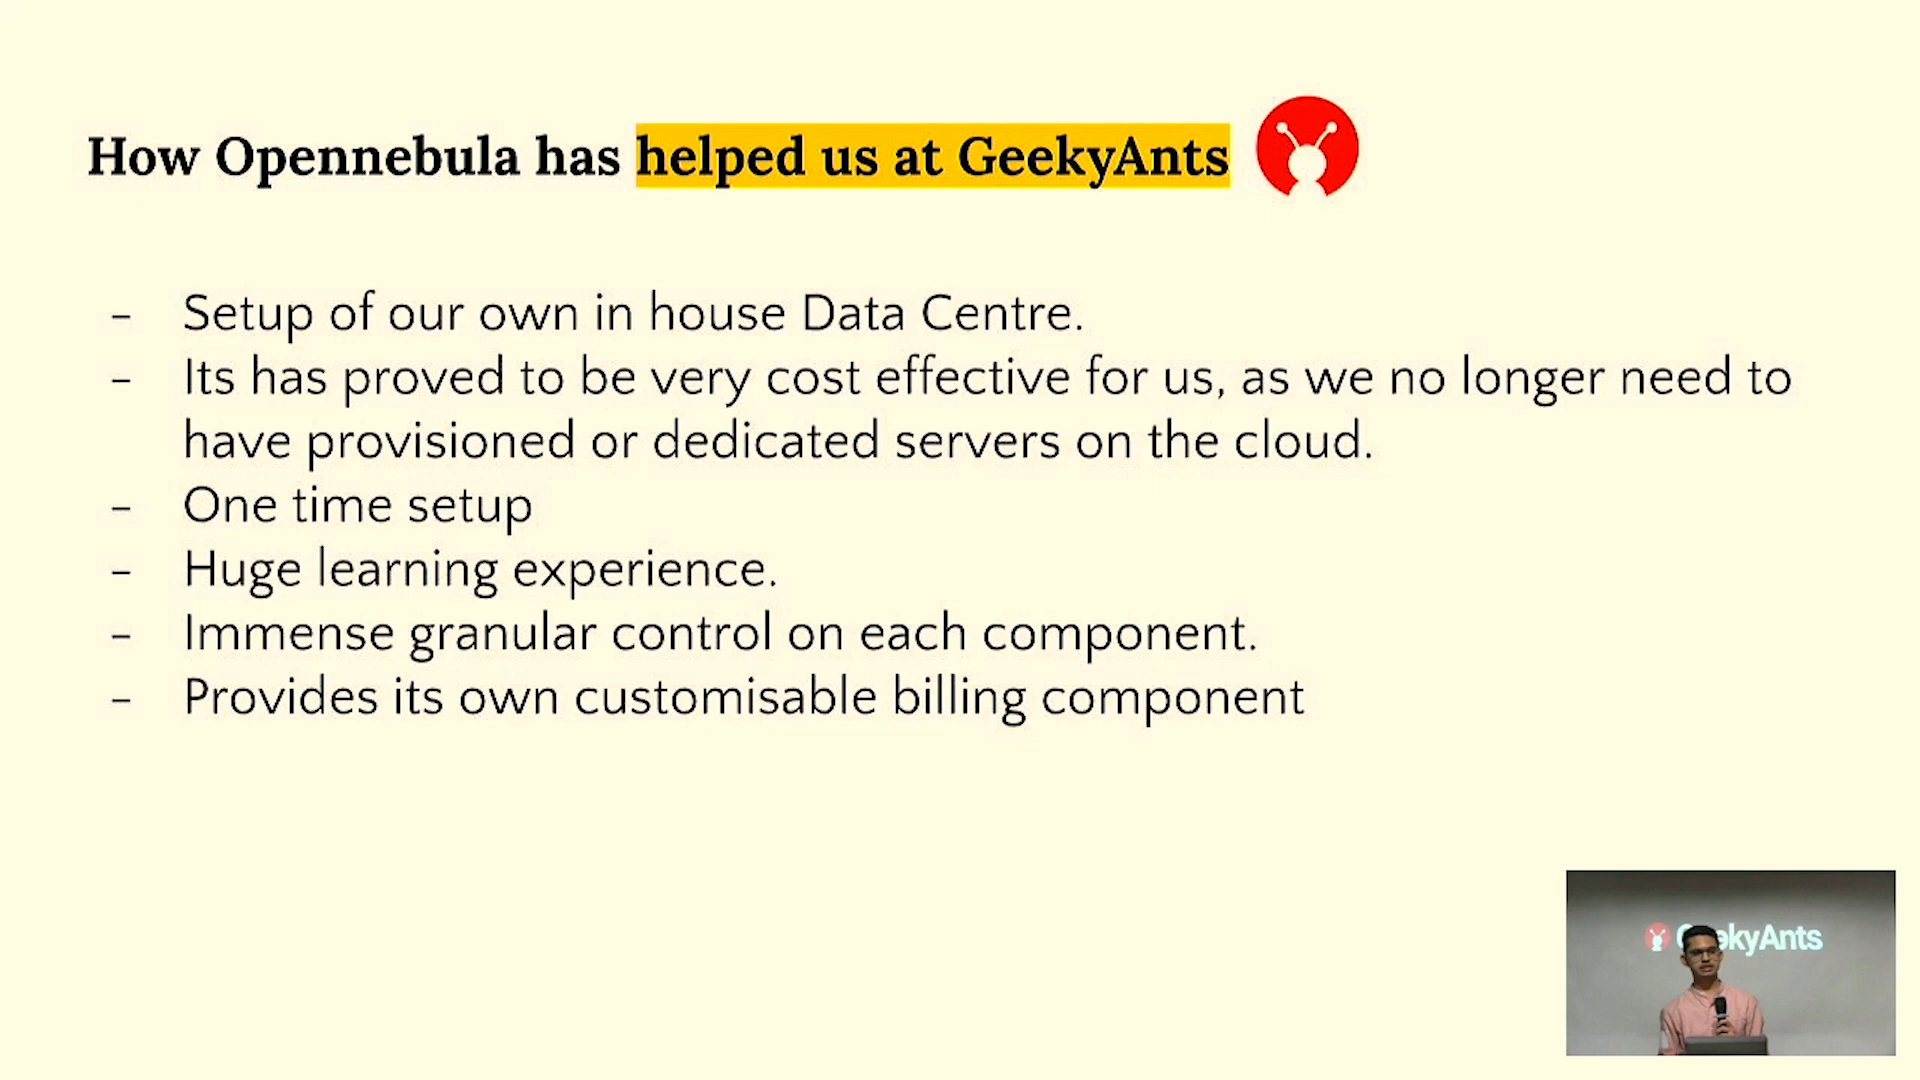 How Opennebula has helped us at GeekyAnts
- Setup of our own in house Data Centre.
- Its has proved to be very cost effective for us, as we no longer need to
have provisioned or dedicated servers on the cloud.
- One time setup
- Huge learning experience.
- Immense granular control on each component.
- Provides its own customisable billing component
GeekyAnts